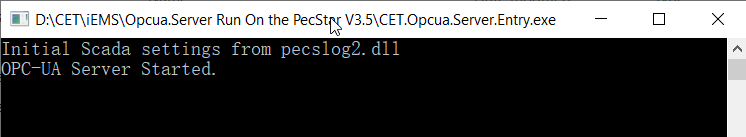 D:\CET\iEMS\Opcua.Server Run On the PecStar V3.5\CET.Opcua.Server.Entry.exe
Initial Scada settings from pecslog2.dll
OPC-UA Server Started.